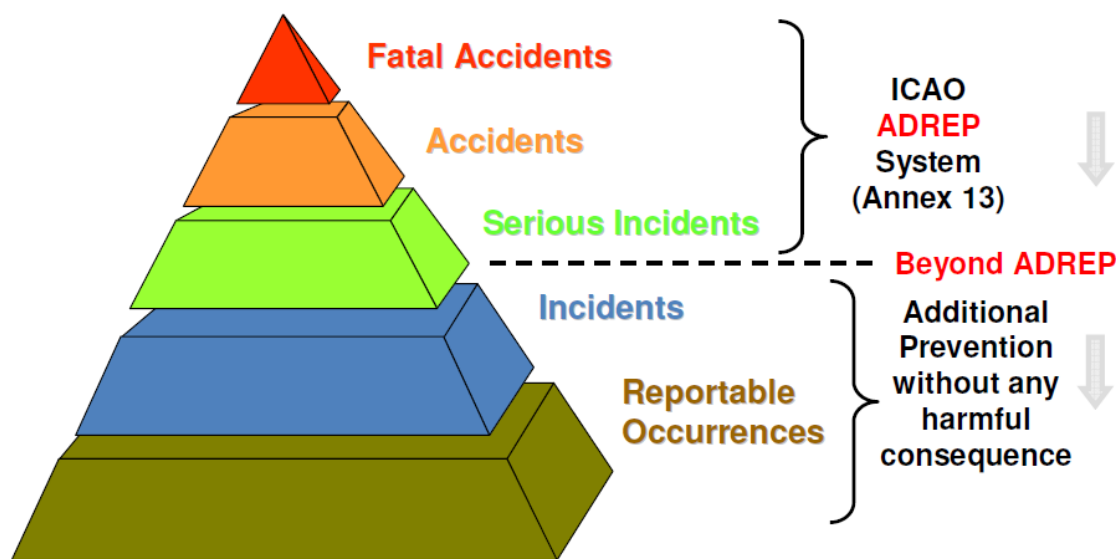 Fatal Accidents
Accidents
Serious Incidents
Incidents
Reportable
Occurrences
ICAO
ADREP
System
(Annex 13)
Beyond ADREP
Additional
Prevention
without any
harmful
consequence